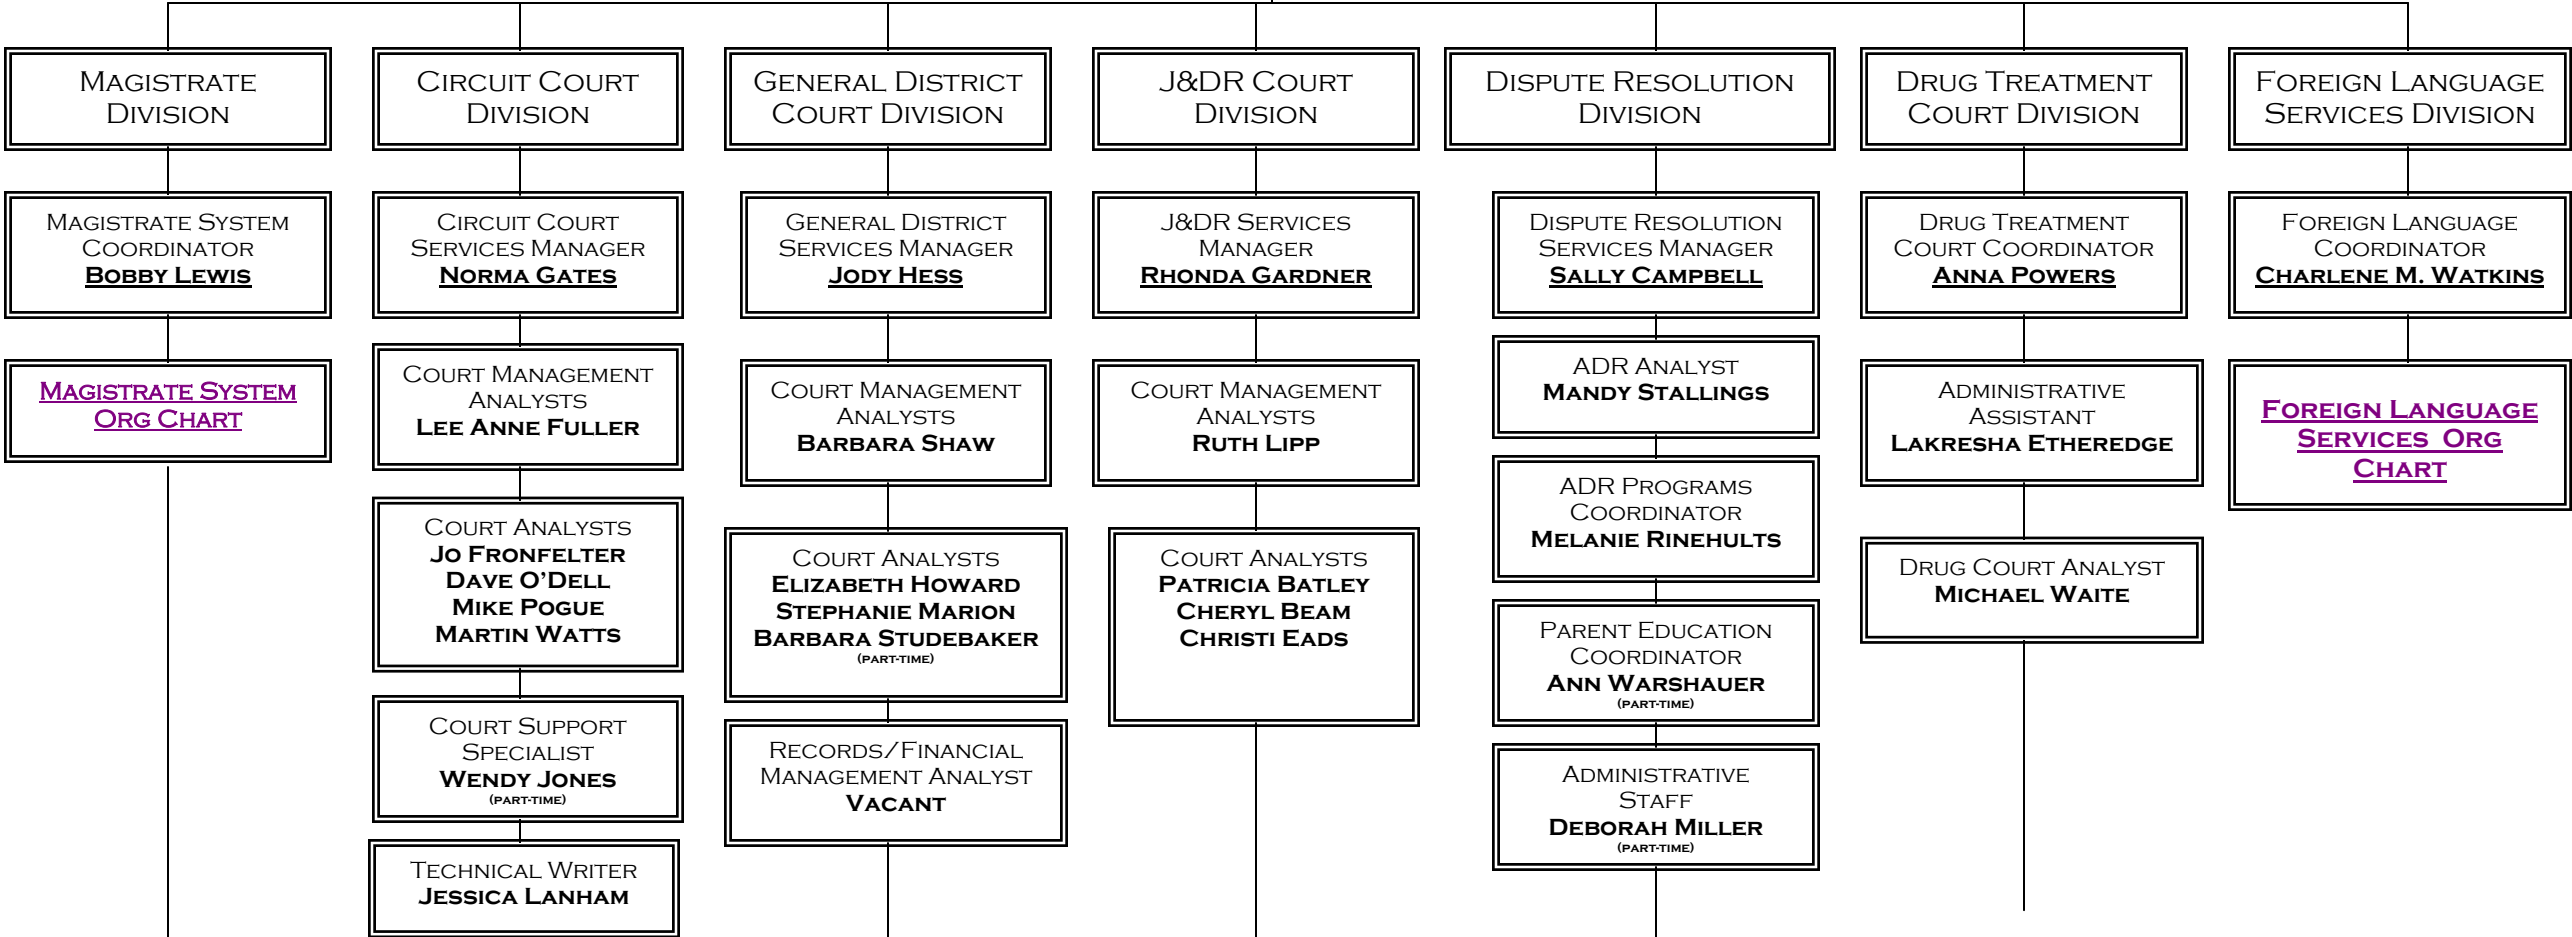 Magistrate
Division
Circuit Court
Division
General District
Court Division
J&DR Court
Division
Dispute Resolution
Division
Drug Treatment
Court Division
Foreign Language
Services Division
Magistrate System
Coordinator
Bobby Lewis
Magistrate System
Org Chart
Circuit Court
Services Manager
Norma Gates
Court Management
Analysts
Lee Anne Fuller
Court Analysts
Jo Fronfelter
Dave O’Dell
Mike Pogue
Martin Watts
Court Support
Specialist
Wendy Jones
(part-time)
Technical Writer
Jessica Lanham
General District
Services Manager
Jody Hess
Court Management
Analysts
Barbara Shaw
Court Analysts
Elizabeth Howard
Stephanie Marion
Barbara Studebaker
(part-time)
Records/Financial
Management Analyst
Vacant
J&DR Services
Manager
Rhonda Gardner
Court Management
Analysts
Ruth Lipp
Court Analysts
Patricia Batley
Cheryl Beam
Christi Eads
Dispute Resolution
Services Manager
Sally Campbell
ADR Analyst
Mandy Stallings
ADR Programs
Coordinator
Melanie Rinehults
Parent Education
Coordinator
Ann Warshauer
(part-time)
Administrative
Staff
Deborah Miller
(part-time)
Drug Treatment
Court Coordinator
Anna Powers
Administrative
Assistant
Lakresha Etheredge
Drug Court Analyst
Michael Waite
Foreign Language
Coordinator
Charlene M. Watkins
Foreign Language
Services Org
Chart